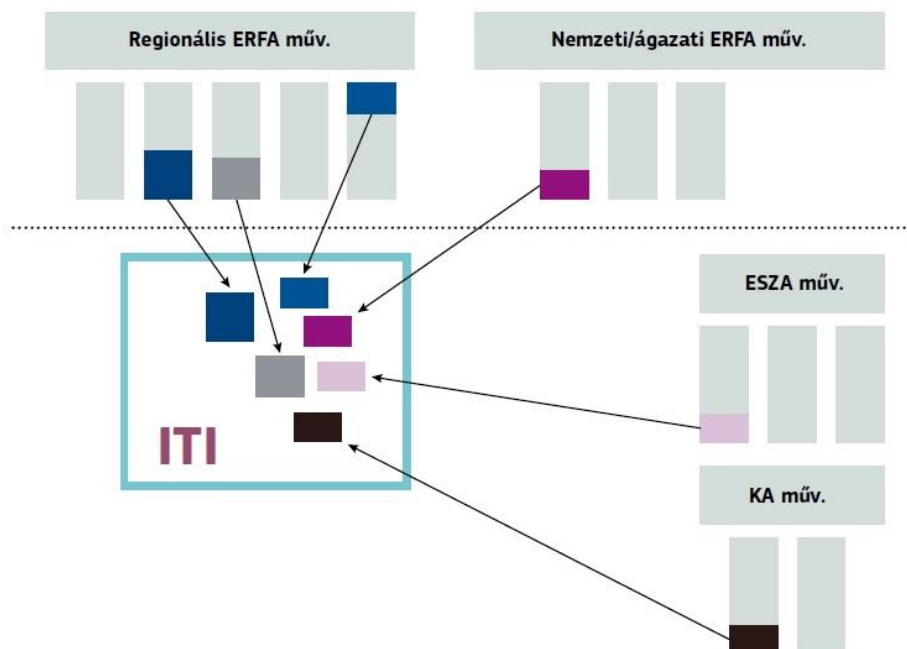 Regionális ERFA műv.
Nemzeti/ágazati ERFA műv.
ESZA műv.
ITI
KA műv.